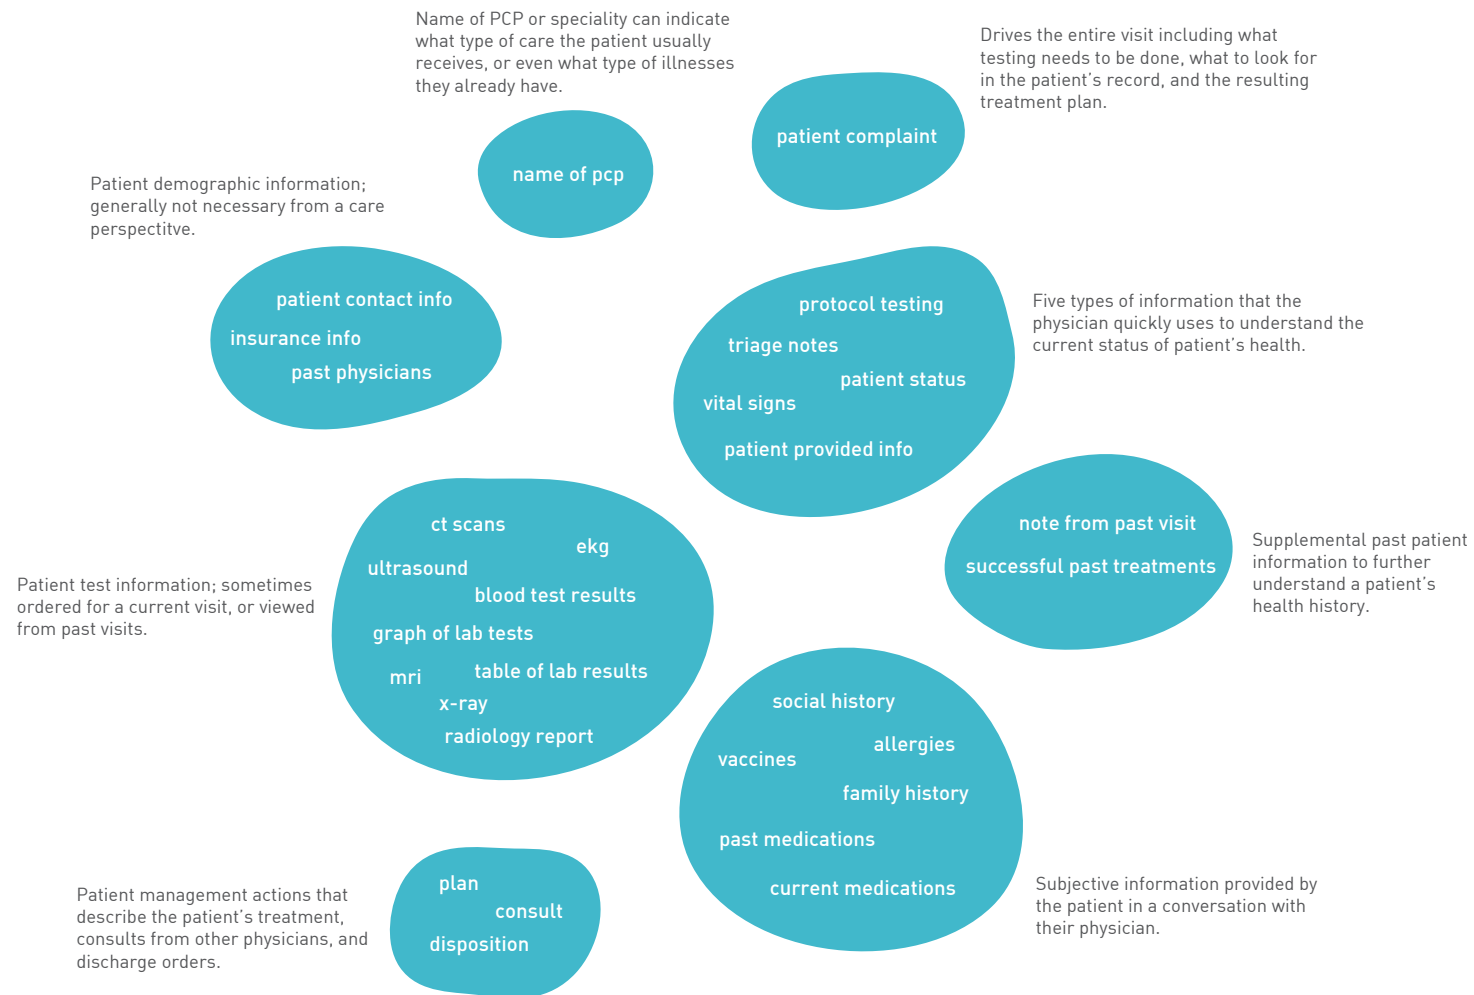 Name of PCP or speciality can indicate
what type of care the patient usually
receives, or even what type of illnesses
they already have.
name of pcp
Drives the entire visit including what
testing needs to be done, what to look for
in the patient's record, and the resulting
treatment plan.
patient complaint
Patient demographic information;
generally not necessary from a care
perspectitve.
patient contact info
insurance info
past physicians
protocol testing
triage notes
patient status
vital signs
patient provided info
Five types of information that the
physician quickly uses to understand the
current status of patient's health.
note from past visit
successful past treatments
Supplemental past patient
information to further
understand a patient's
health history.
Patient test information; sometimes
ordered for a current visit, or viewed
from past visits.
ct scans
ekg
ultrasound
blood test results
graph of lab tests
table of lab results
mri
x-ray
radiology report
social history
allergies
vaccines
family history
past medications
current medications
Subjective information provided by
the patient in a conversation with
their physician.
Patient management actions that
describe the patient's treatment,
consults from other physicians, and
discharge orders.
plan
consult
disposition